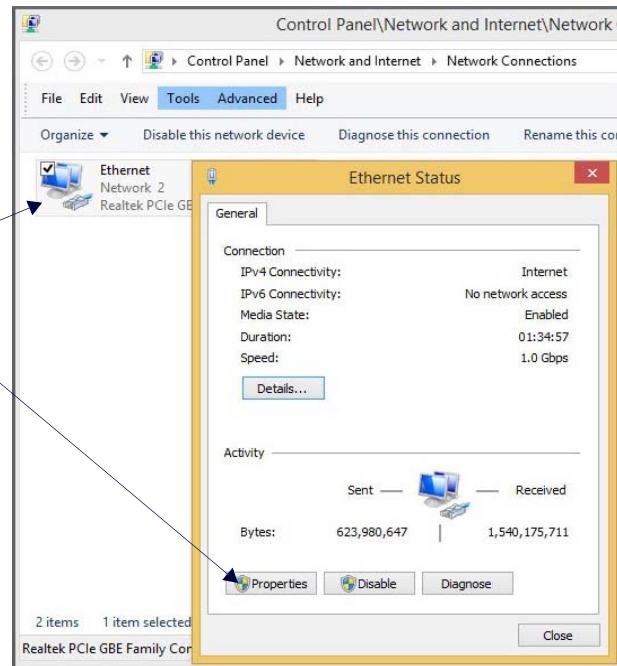 Control Panel\Network and Internet\Network
Control Panel Network and Internet Network Connections
File Edit View Tools Advanced Help
Organize Disable this network device Diagnose this connection Rename this co
Ethernet
Network 2
Realtek PCIe GB
Ethernet Status
General
Connection
IPv4 Connectivity: Internet
IPv6 Connectivity: No network access
Media State: Enabled
Duration: 01:34:57
Speed: 1.0 Gbps
Details...
Activity
Sent Received
Bytes: 623,980,647 1,540,175,711
Properties Disable Diagnose
Close
2 items 1 item selected
Realtek PCIe GBE Family Con